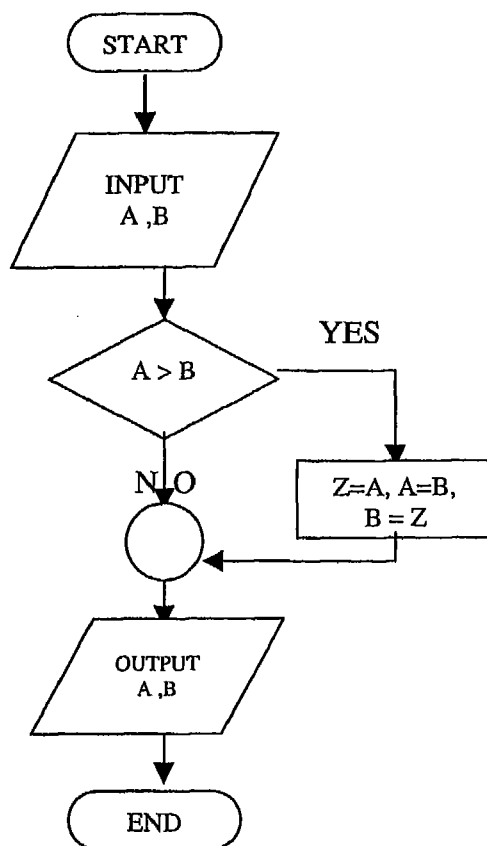 START
INPUT
A ,B
A > B
YES
N O
Z=A, A=B,
B = Z
OUTPUT
A ,B
END